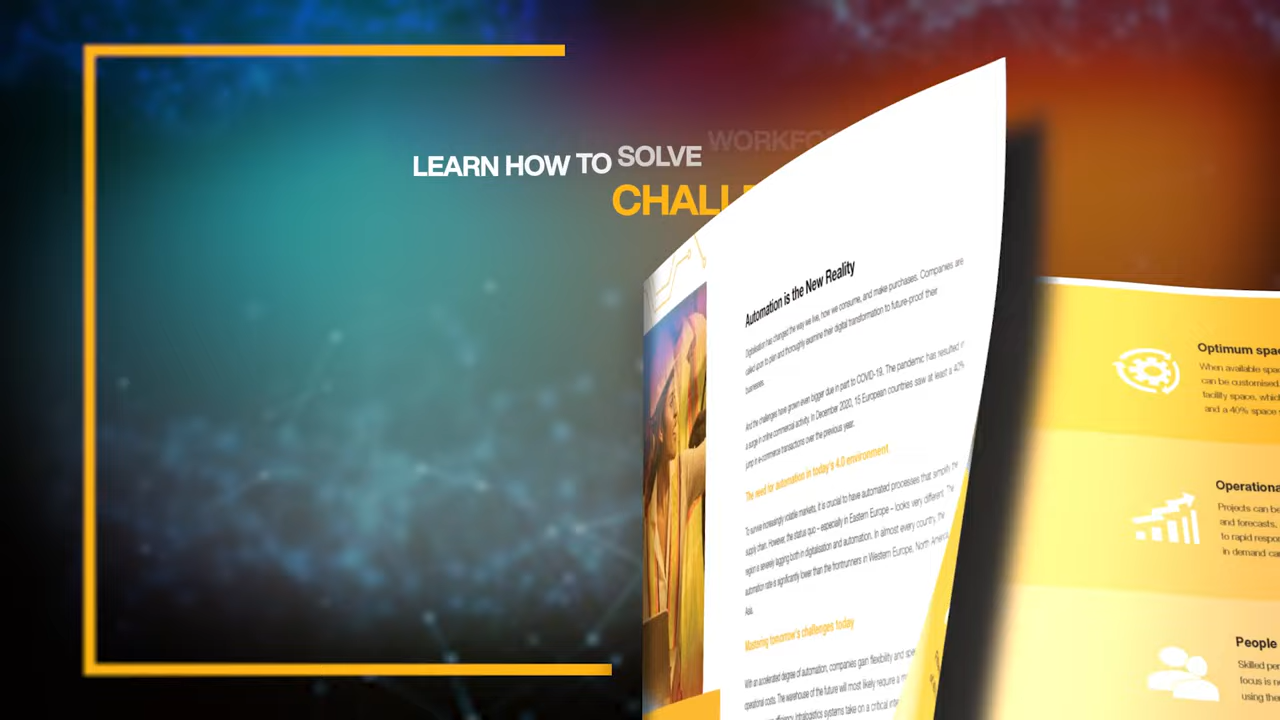 LEARN HOW TO SOLVE WORKFO
CHALL
Automation is the New Reality
Digitalisation has changed the way we live, how we consume, and make purchases. Companies are
called upon to plan and thoroughly examine their digital transformation to future-proof their
businesses.
And the challenges have grown even bigger due in part to COVID-19. The pandemic has resulted in
a surge in online commercial activity. In December 2020, 15 European countries saw at least a 40%
jump in e-commerce transactions over the previous year.
The need for automation in today's 4.0 environment
To survive increasingly volatile markets, it is crucial to have automated processes that simplify the
supply chain. However, the status quo – especially in Eastern Europe – looks very different. The
region is severely lagging both in digitalisation and automation. In almost every country, the
automation rate is significantly lower than the frontrunners in Western Europe, North America,
Asia.
Mastering tomorrow's challenges today
With an accelerated degree of automation, companies gain flexibility and
operational costs. The warehouse of the future will most likely require a
efficiency. Intralogistics systems take on a critical
Optimum spac
When available spac
can be customised.
facility space, whic
and a 40% space
Operationa
Projects can be
and forecasts,
to rapid respo
in demand ca
People
Skilled pe
focus is n
using the